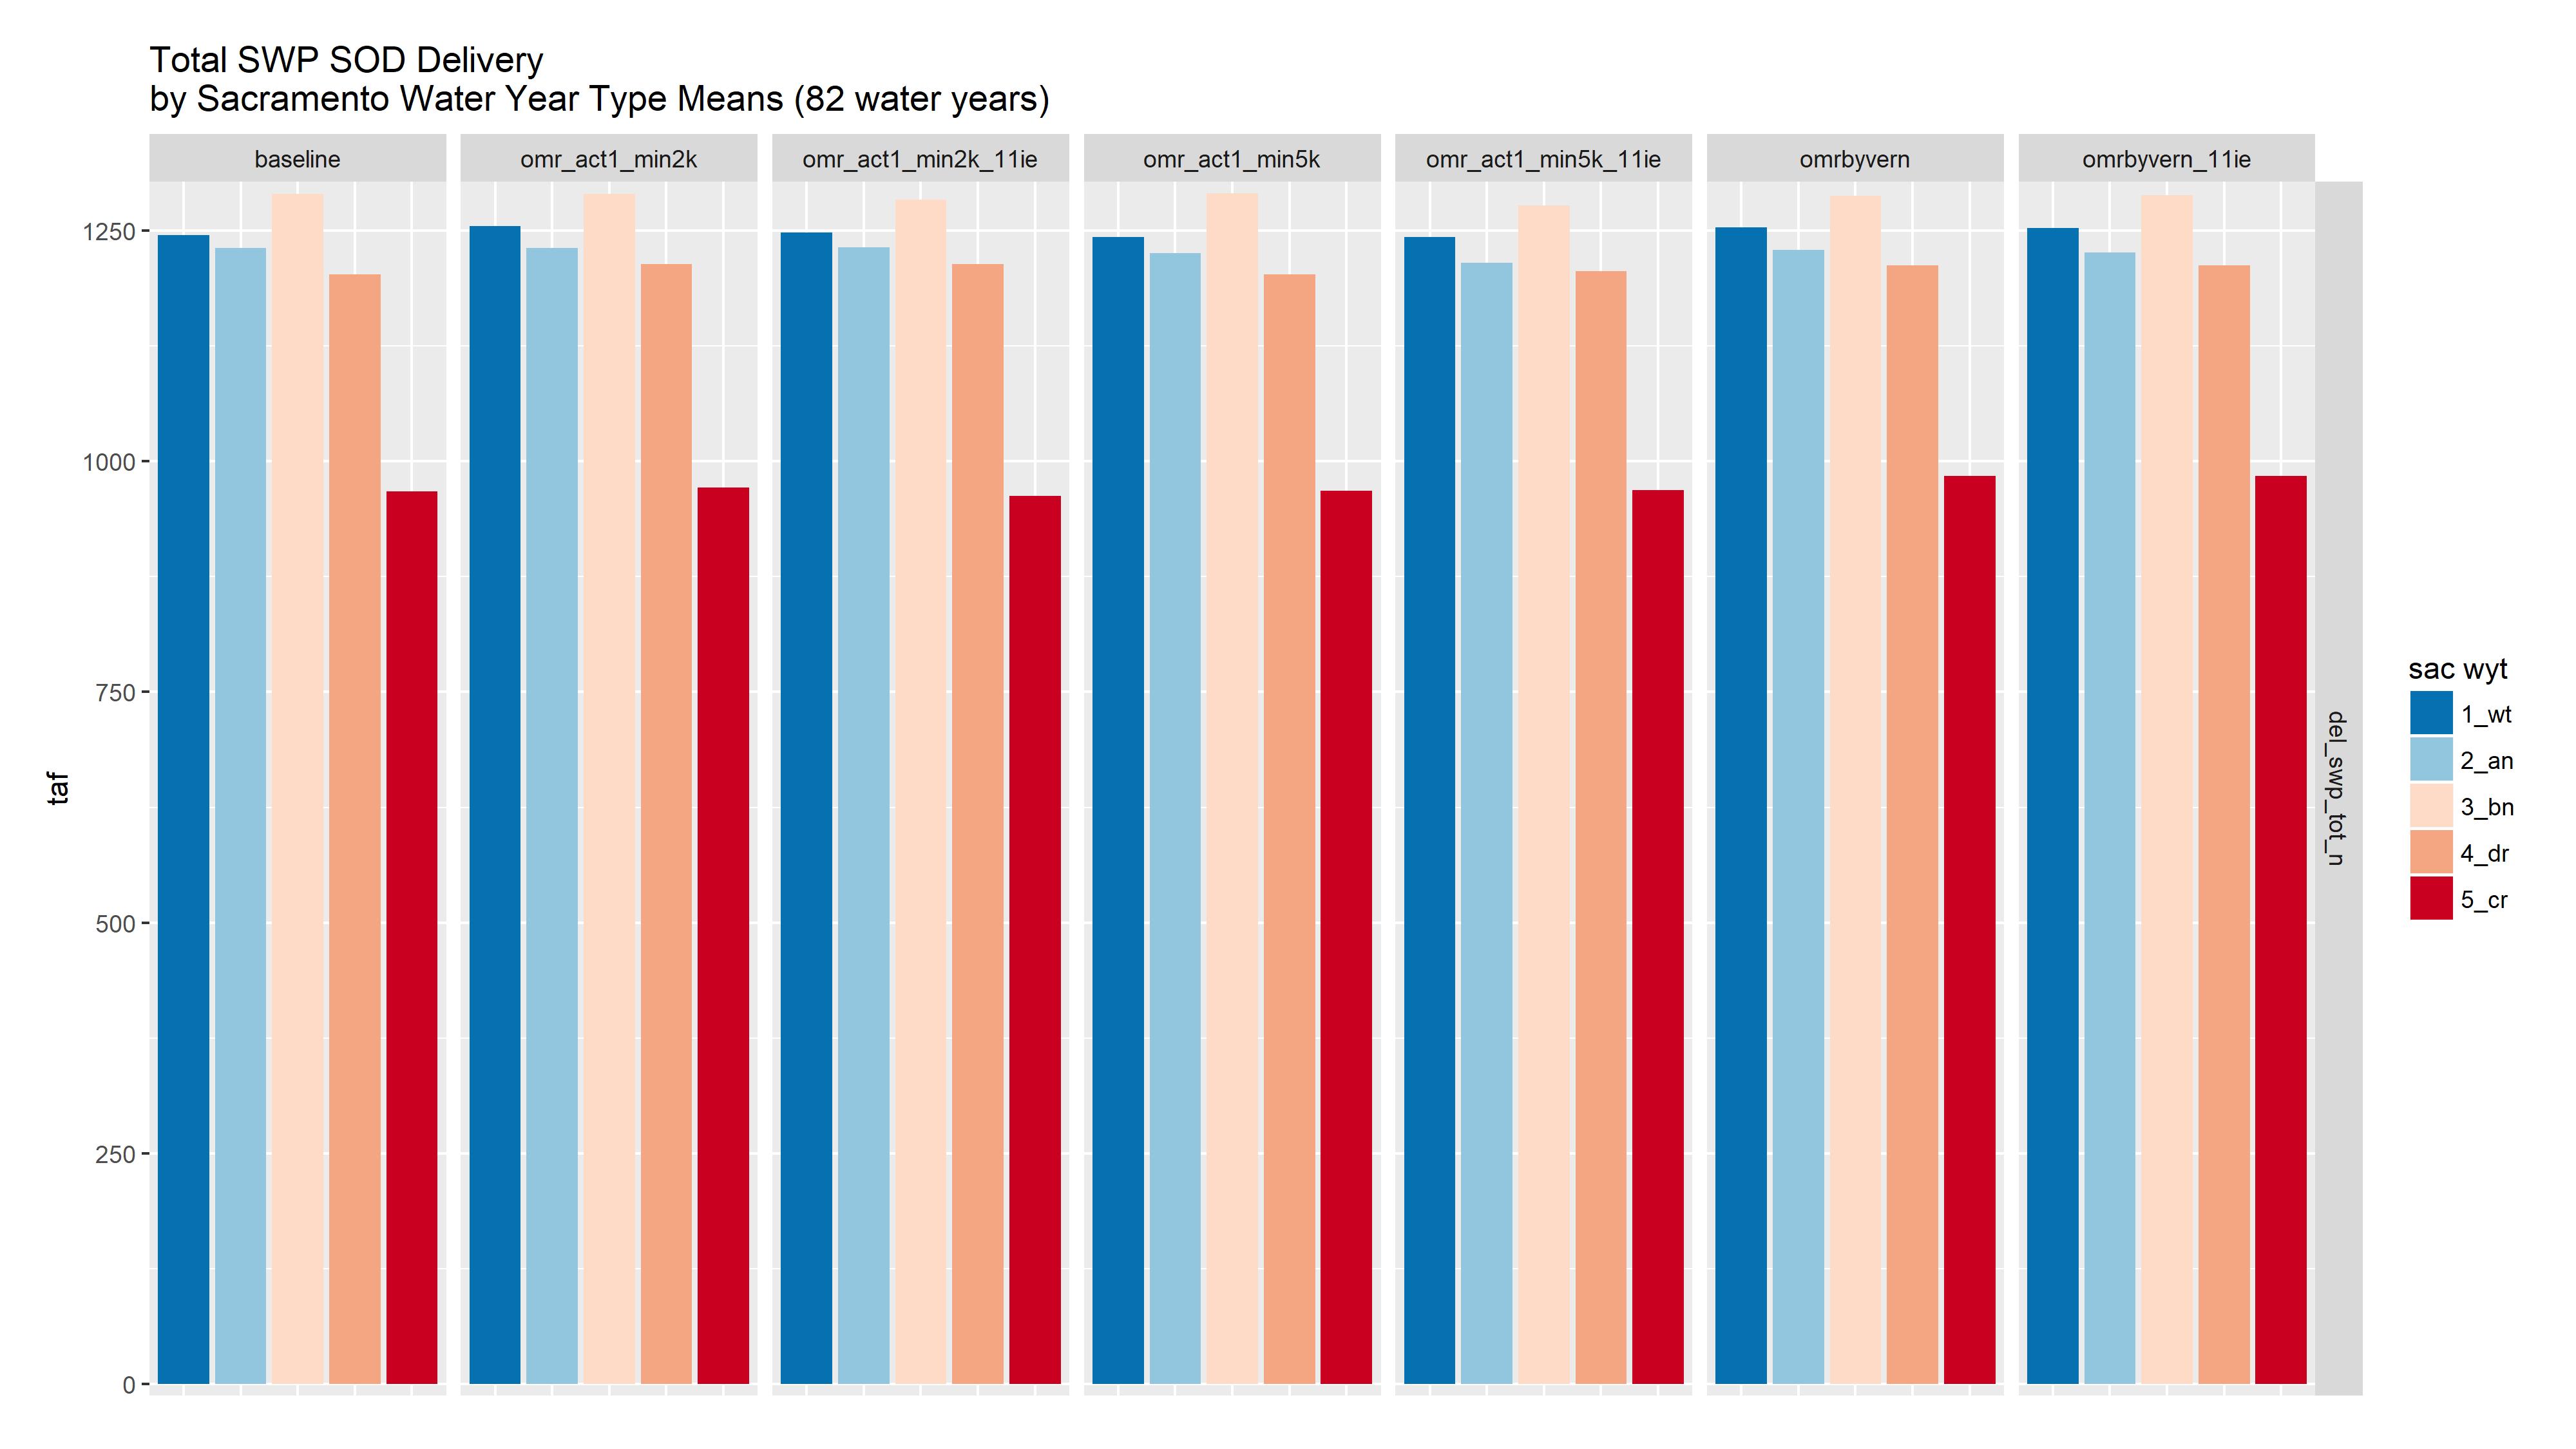 Total SWP SOD Delivery
by Sacramento Water Year Type Means (82 water years)
baseline
omr_act1_min2k
omr_act1_min2k_11ie
omr_act1_min5k
omr_act1_min5k_11ie
omrbyvern
omrbyvern_11ie
1250
1000
750
500
250
0
taf
del_swp_tot_n
sac wyt
1_wt
2_an
3_bn
4_dr
5_cr